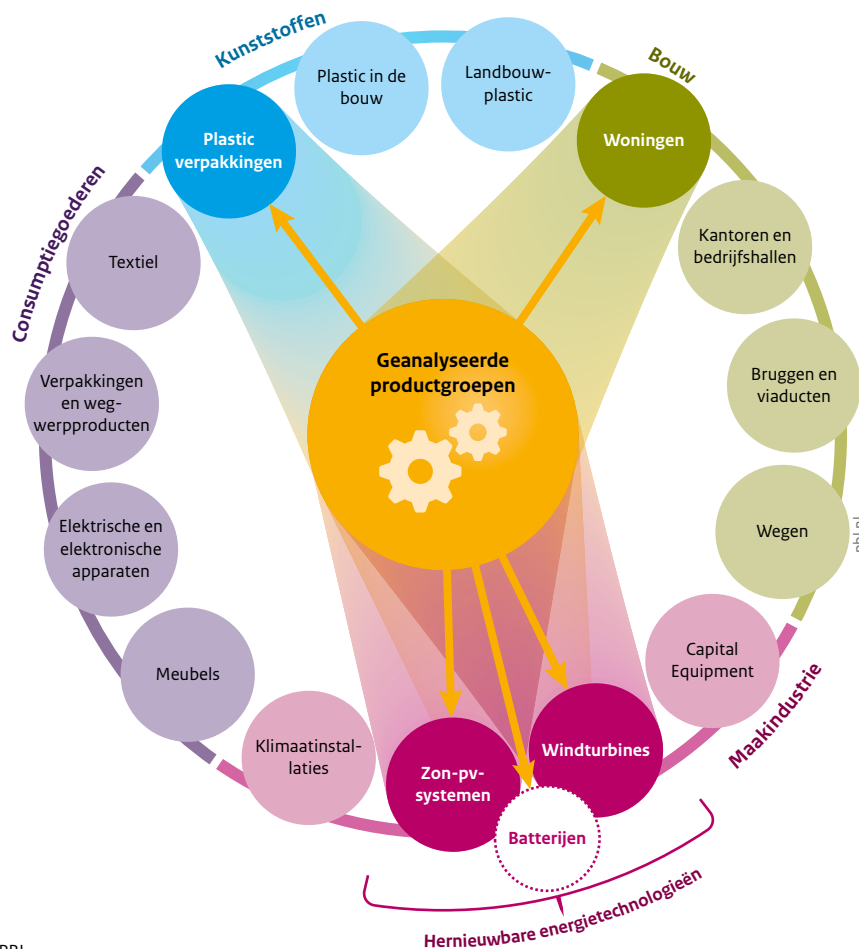 Kunststoffen
Plastic in de
bouw
Landbouw-
plastic
Bouw
Plastic
verpakkingen
Woningen
Consumptiegoederen
Textiel
Kantoren en
bedrijfshallen
Verpakkingen
en weg-
werpproducten
Geanalyseerde
productgroepen
Bruggen en
viaducten
Elektrische en
elektronische
apparaten
Wegen
pbl.nl
Meubels
Capital
Equipment
Maakindustrie
Klimaatinstal-
laties
Zon-pv-
systemen
Windturbines
Batterijen
Hernieuwbare energietechnologieën